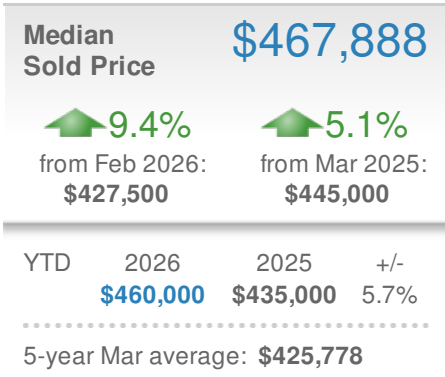 Median
Sold Price
$467,888
9.4%
from Feb 2026:
$427,500
5.1%
from Mar 2025:
$445,000
YTD 2026 2025 +/-
$460,000 $435,000 5.7%
5-year Mar average: $425,778